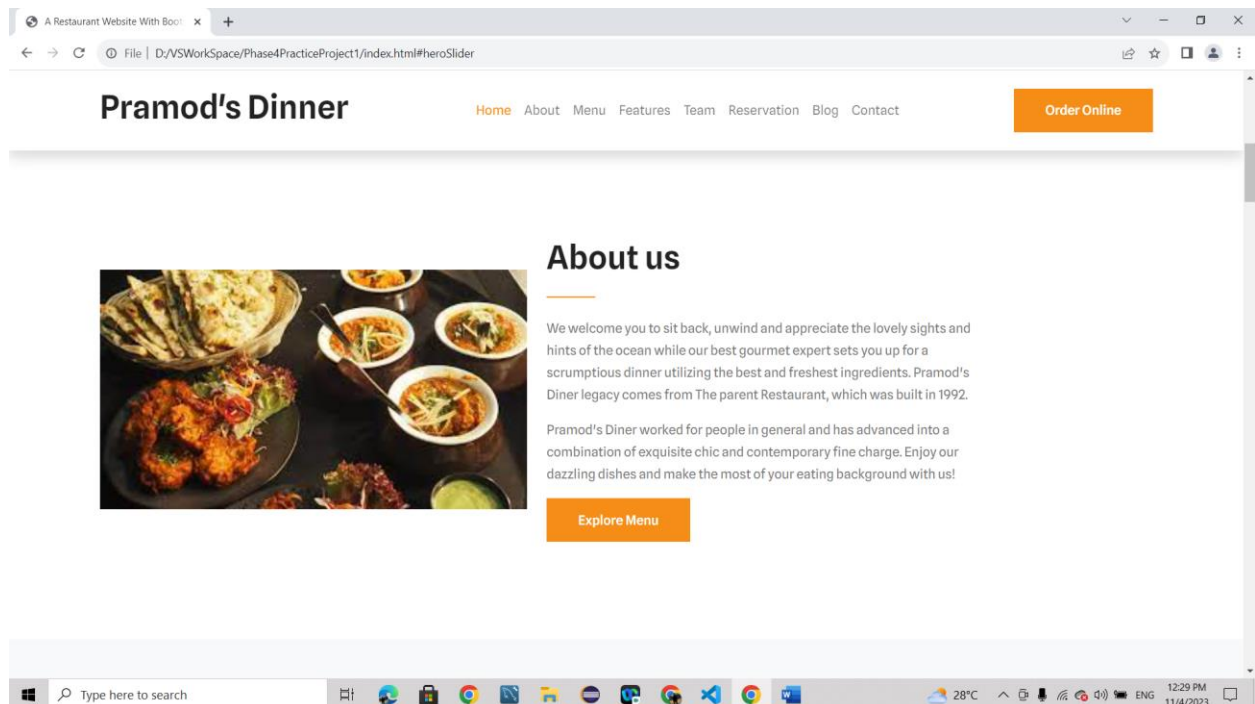 A Restaurant Website With Boot
File | D:/VSWorkSpace/Phase4PracticeProject1/index.html#heroSlider
Pramod's Dinner
Home About Menu Features Team Reservation Blog Contact
Order Online
About us
We welcome you to sit back, unwind and appreciate the lovely sights and
hints of the ocean while our best gourmet expert sets you up for a
scrumptious dinner utilizing the best and freshest ingredients. Pramod's
Diner legacy comes from The parent Restaurant, which was built in 1992.
Pramod's Diner worked for people in general and has advanced into a
combination of exquisite chic and contemporary fine charge. Enjoy our
dazzling dishes and make the most of your eating background with us!
Explore Menu
Type here to search
28°C
ENG
12:29 PM
11/4/2023